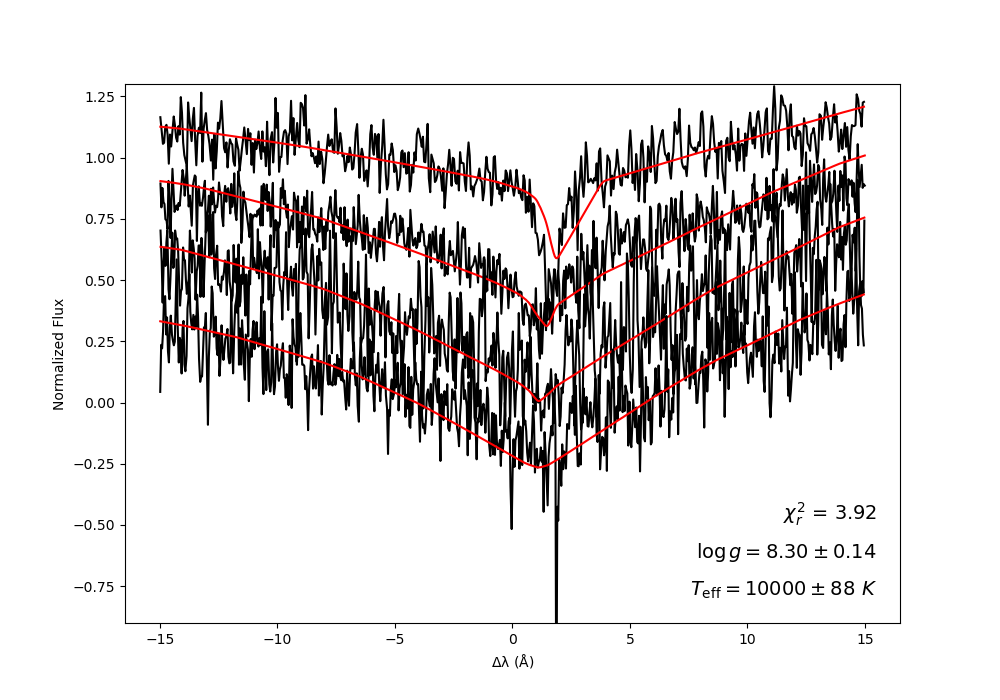 1.25
1.00
0.75
0.50
0.25
0.00
−0.25
−0.50
−0.75
Normalized Flux
χ²ᵣ = 3.92
log g = 8.30 ± 0.14
T_eff = 10000 ± 88 K
−15 −10 −5 0 5 10 15
Δλ (Å)